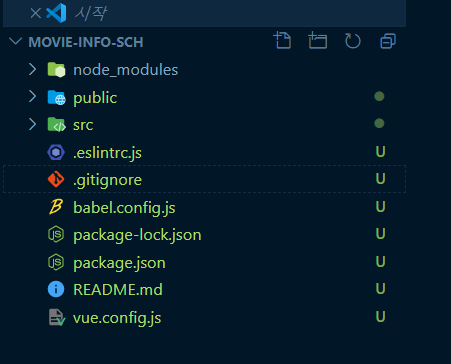 시작
MOVIE-INFO-SCH
node_modules
public
src
.eslintrc.js U
.gitignore U
babel.config.js U
package-lock.json U
package.json U
README.md U
vue.config.js U